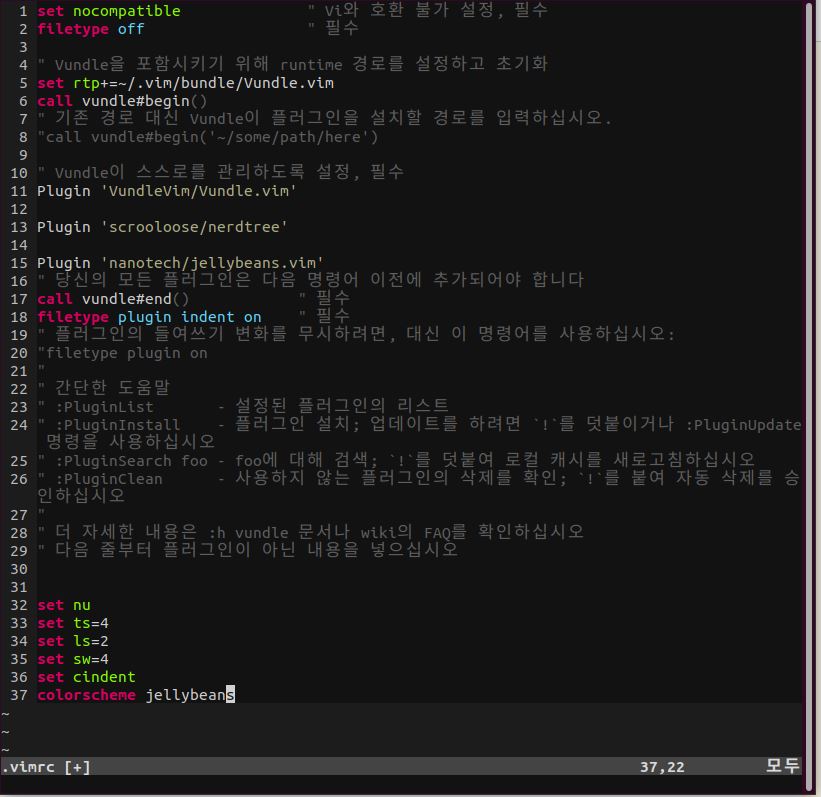 1 set nocompatible              " Vi와 호환 불가 설정, 필수
2 filetype off                  " 필수
3
4 " Vundle을 포함시키기 위해 runtime 경로를 설정하고 초기화
5 set rtp+=~/.vim/bundle/Vundle.vim
6 call vundle#begin()
7 " 기존 경로 대신 Vundle이 플러그인을 설치할 경로를 입력하십시오.
8 "call vundle#begin('~/some/path/here')
9
10 " Vundle이 스스로를 관리하도록 설정, 필수
11 Plugin 'VundleVim/Vundle.vim'
12
13 Plugin 'scrooloose/nerdtree'
14
15 Plugin 'nanotech/jellybeans.vim'
16 " 당신의 모든 플러그인은 다음 명령어 이전에 추가되어야 합니다
17 call vundle#end()            " 필수
18 filetype plugin indent on    " 필수
19 " 플러그인의 들여쓰기 변화를 무시하려면, 대신 이 명령어를 사용하십시오:
20 "filetype plugin on
21 "
22 " 간단한 도움말
23 " :PluginList       - 설정된 플러그인의 리스트
24 " :PluginInstall    - 플러그인 설치; 업데이트를 하려면 `!`를 덧붙이거나 :PluginUpdate
명령을 사용하십시오
25 " :PluginSearch foo - foo에 대해 검색; `!`를 덧붙여 로컬 캐시를 새로고침하십시오
26 " :PluginClean      - 사용하지 않는 플러그인의 삭제를 확인; `!`를 붙여 자동 삭제를 승
인하십시오
27 "
28 " 더 자세한 내용은 :h vundle 문서나 wiki의 FAQ를 확인하십시오
29 " 다음 줄부터 플러그인이 아닌 내용을 넣으십시오
30
31
32 set nu
33 set ts=4
34 set ls=2
35 set sw=4
36 set cindent
37 colorscheme jellybeans
~
~
~
.vimrc [+]                                                    37,22         모두